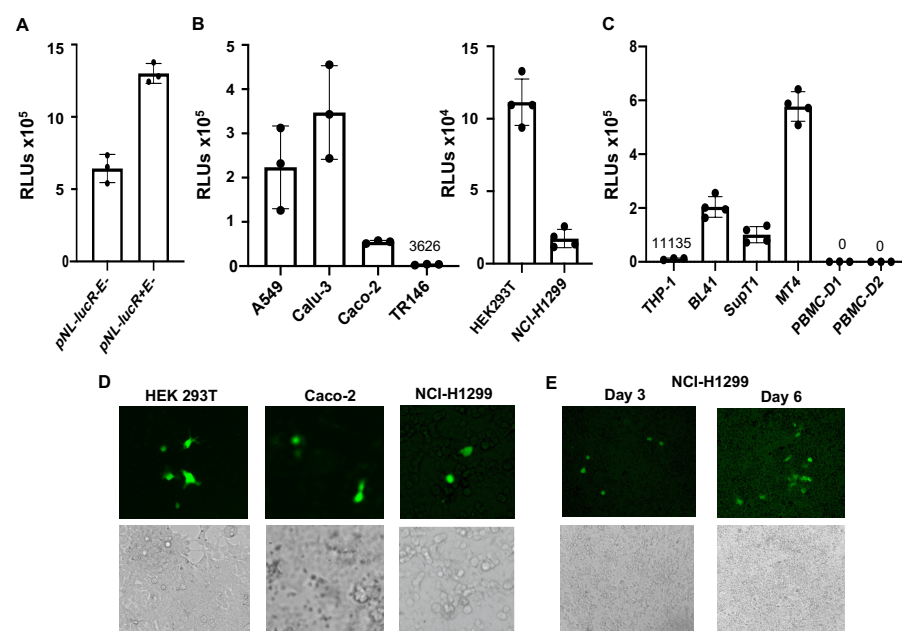 A
RLUs x10⁵
15
10
5
0
pNL-lucR-E-
pNL-lucR+E-
B
RLUs x10⁵
5
4
3
2
1
0
3626
A549
Calu-3
Caco-2
TR146
RLUs x10⁴
15
10
5
0
HEK293T
NCI-H1299
C
RLUs x10⁵
8
6
4
2
0
11135
0
0
THP-1
BL41
SupT1
MT4
PBMC-D1
PBMC-D2
D
HEK 293T
Caco-2
NCI-H1299
E
NCI-H1299
Day 3
Day 6